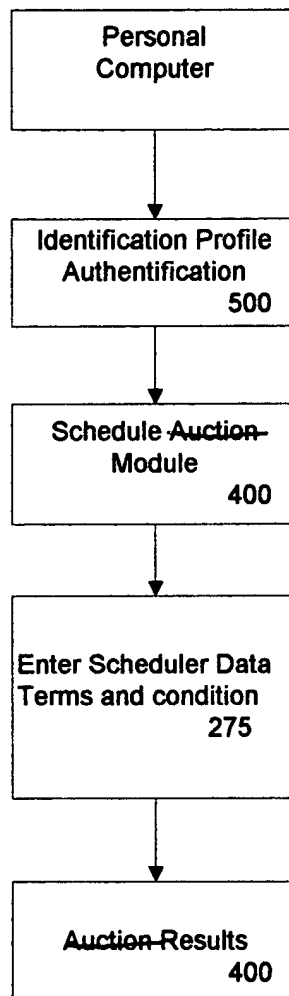 Personal
Computer
Identification Profile
Authentification
500
Schedule Auction
Module
400
Enter Scheduler Data
Terms and condition
275
Auction Results
400